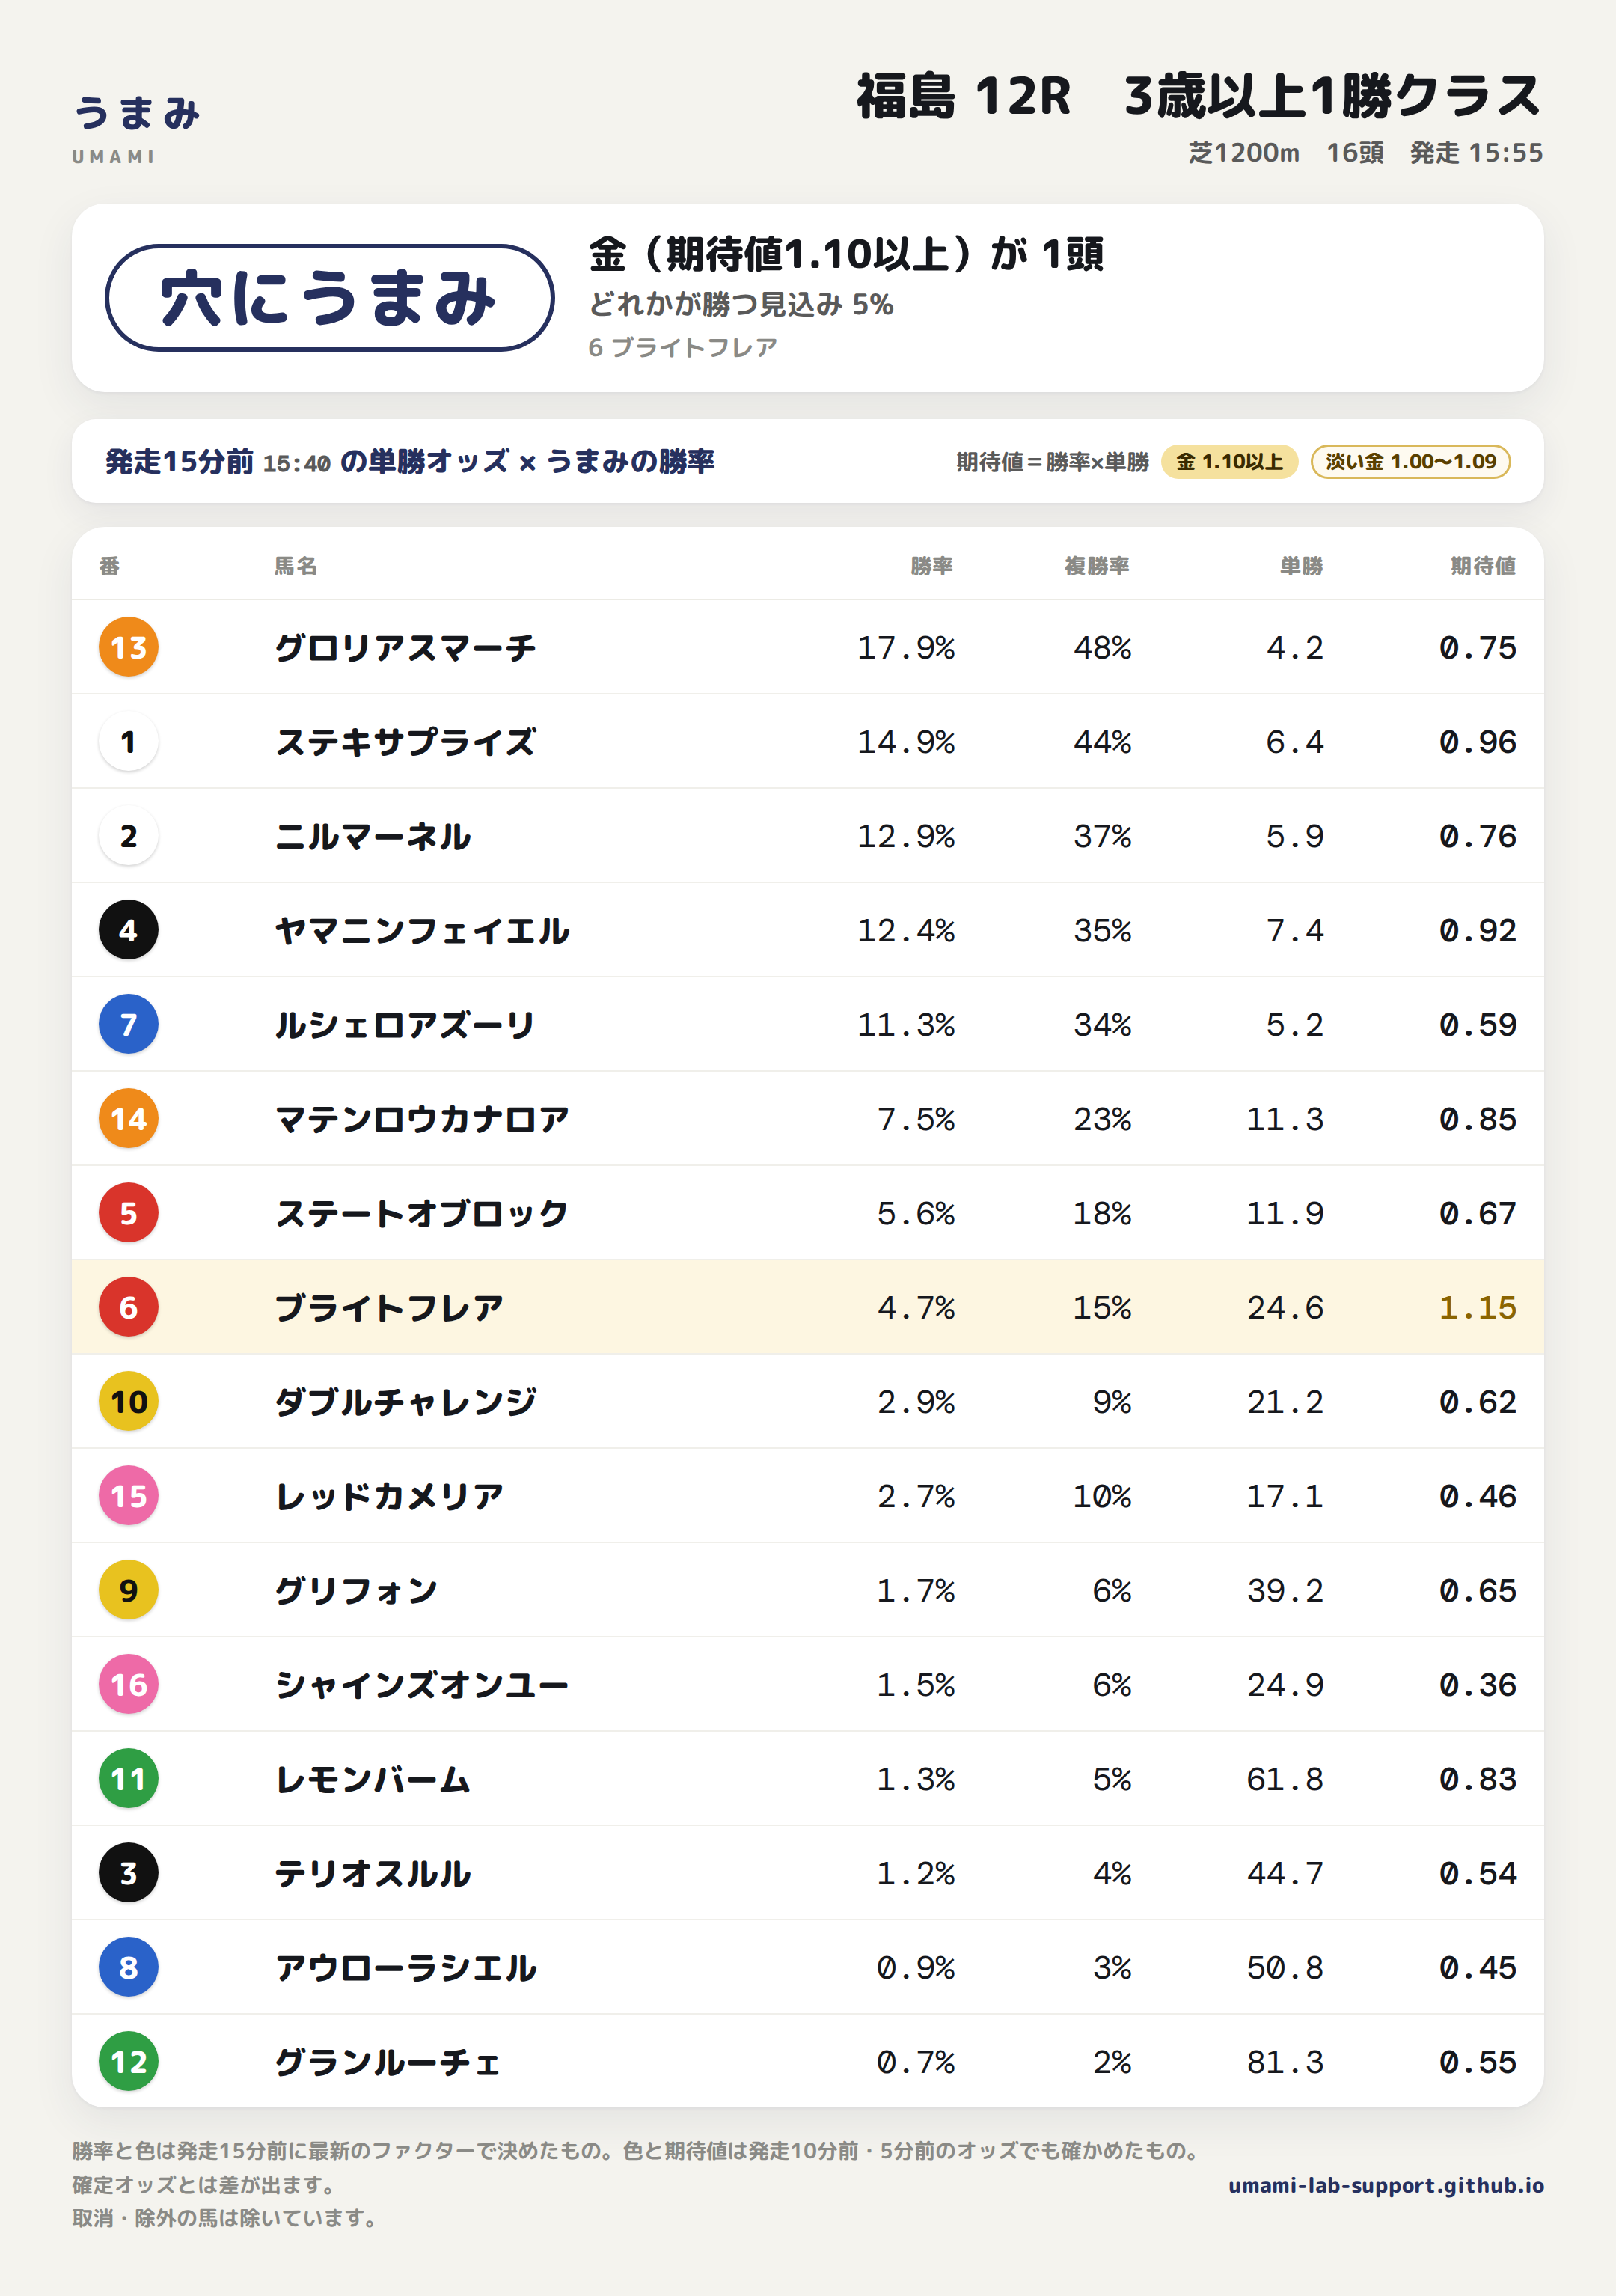 うまみ
UMAMI
福島 12R　3歳以上1勝クラス
芝1200m　16頭　発走 15:55
穴にうまみ
金（期待値1.10以上）が 1頭
どれかが勝つ見込み 5%
6 ブライトフレア
発走15分前 15:40 の単勝オッズ × うまみの勝率
期待値＝勝率×単勝 金 1.10以上 淡い金 1.00〜1.09
番 馬名 勝率 複勝率 単勝 期待値
13 グロリアスマーチ 17.9% 48% 4.2 0.75
1 ステキサプライズ 14.9% 44% 6.4 0.96
2 ニルマーネル 12.9% 37% 5.9 0.76
4 ヤマニンフェイエル 12.4% 35% 7.4 0.92
7 ルシェロアズーリ 11.3% 34% 5.2 0.59
14 マテンロウカナロア 7.5% 23% 11.3 0.85
5 ステートオブロック 5.6% 18% 11.9 0.67
6 ブライトフレア 4.7% 15% 24.6 1.15
10 ダブルチャレンジ 2.9% 9% 21.2 0.62
15 レッドカメリア 2.7% 10% 17.1 0.46
9 グリフォン 1.7% 6% 39.2 0.65
16 シャインズオンユー 1.5% 6% 24.9 0.36
11 レモンバーム 1.3% 5% 61.8 0.83
3 テリオスルル 1.2% 4% 44.7 0.54
8 アウローラシエル 0.9% 3% 50.8 0.45
12 グランルーチェ 0.7% 2% 81.3 0.55
勝率と色は発走15分前に最新のファクターで決めたもの。色と期待値は発走10分前・5分前のオッズでも確かめたもの。
確定オッズとは差が出ます。
取消・除外の馬は除いています。
umami-lab-support.github.io